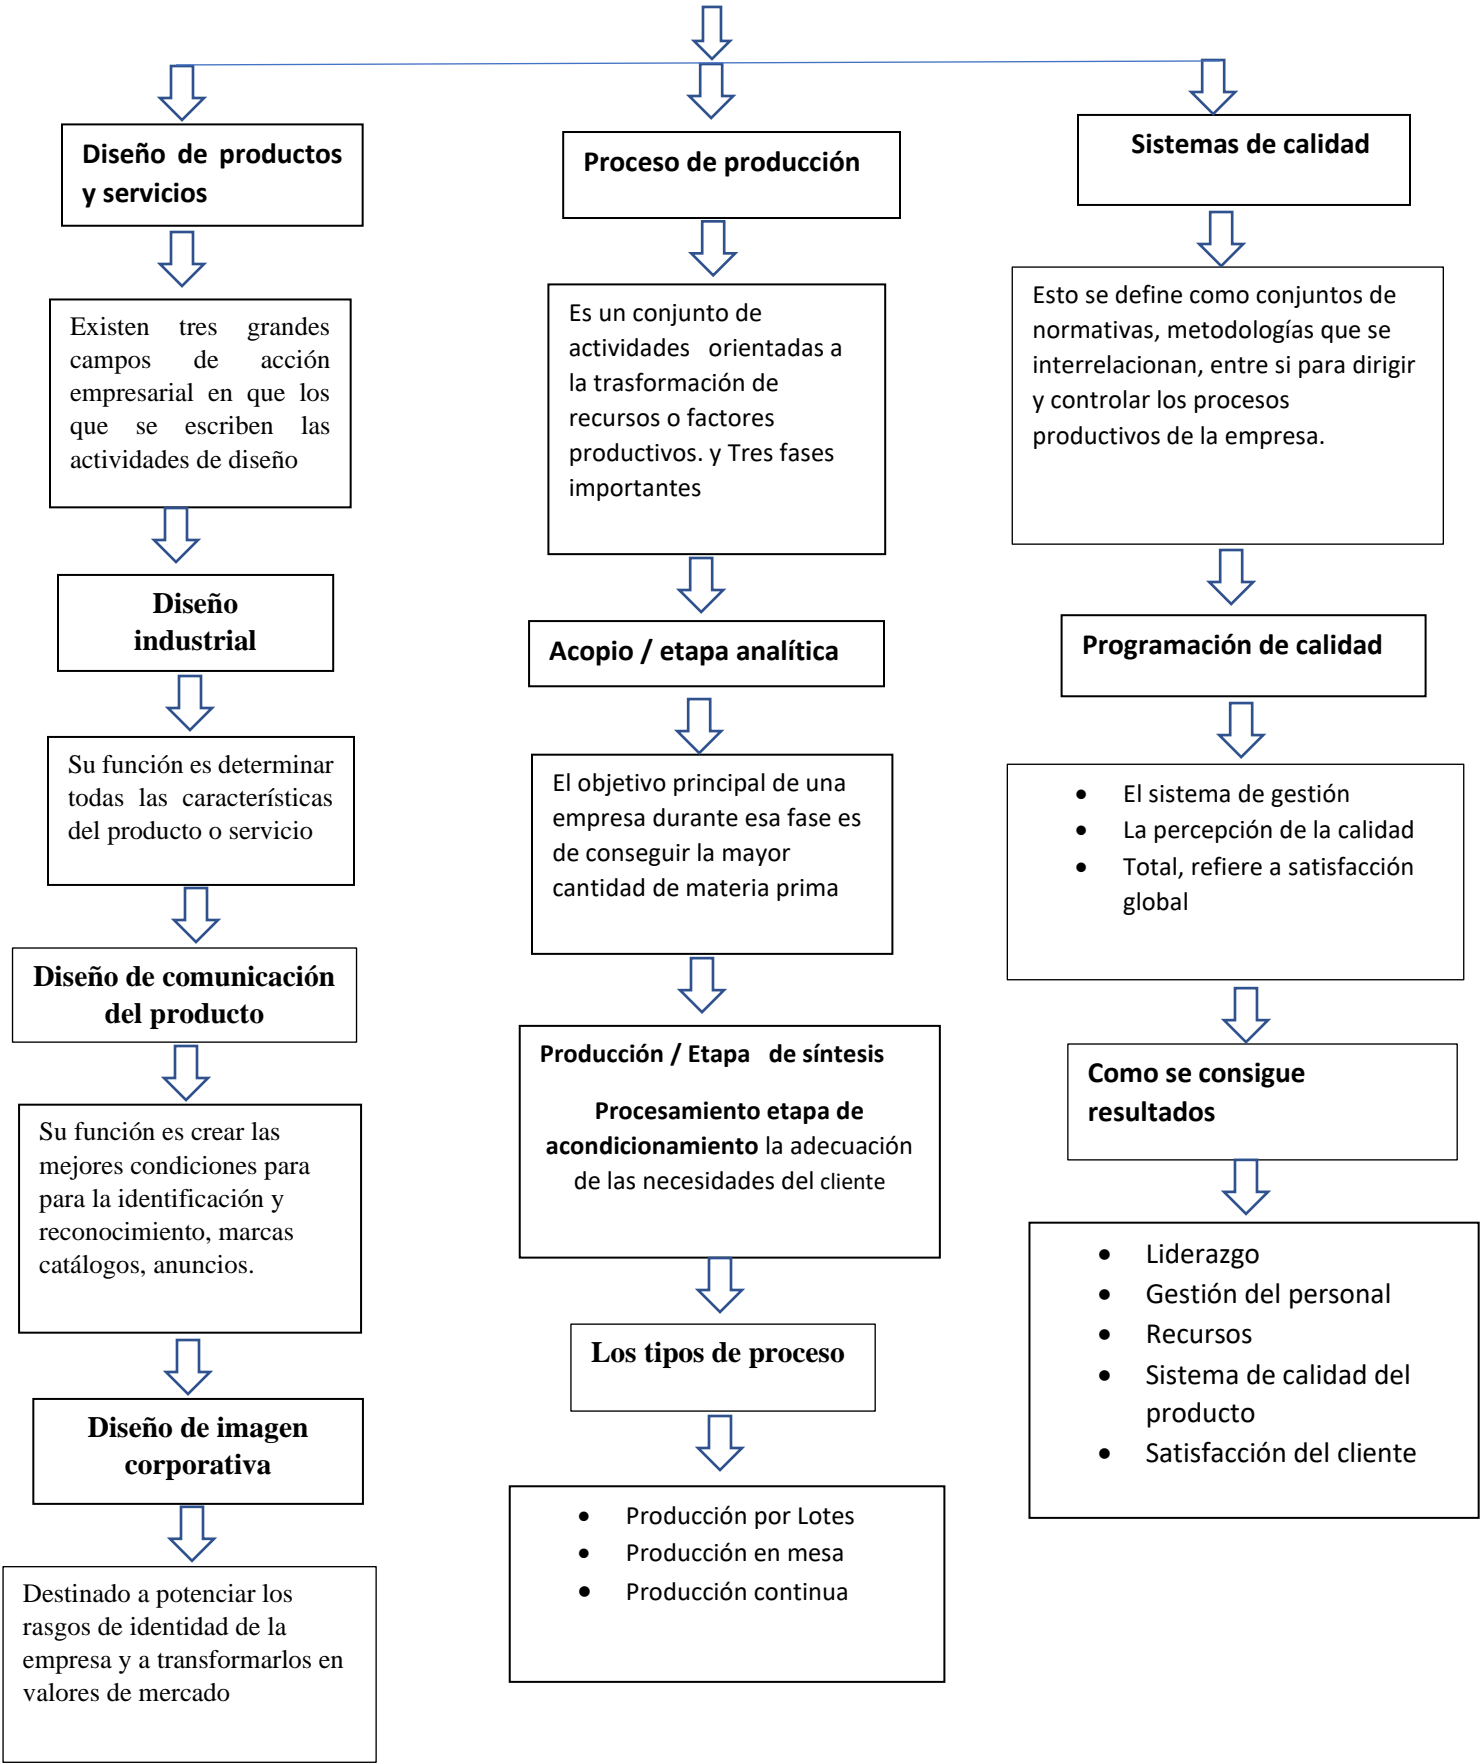 Diseño de productos
y servicios
Existen tres grandes
campos de acción
empresarial en que los
que se escriben las
actividades de diseño
Diseño
industrial
Su función es determinar
todas las características
del producto o servicio
Diseño de comunicación
del producto
Su función es crear las
mejores condiciones para
para la identificación y
reconocimiento, marcas
catálogos, anuncios.
Diseño de imagen
corporativa
Destinado a potenciar los
rasgos de identidad de la
empresa y a transformarlos en
valores de mercado
Proceso de producción
Es un conjunto de
actividades orientadas a
la trasformación de
recursos o factores
productivos. y Tres fases
importantes
Acopio / etapa analítica
El objetivo principal de una
empresa durante esa fase es
de conseguir la mayor
cantidad de materia prima
Producción / Etapa de síntesis
Procesamiento etapa de
acondicionamiento la adecuación
de las necesidades del cliente
Los tipos de proceso
• Producción por Lotes
• Producción en mesa
• Producción continua
Sistemas de calidad
Esto se define como conjuntos de
normativas, metodologías que se
interrelacionan, entre si para dirigir
y controlar los procesos
productivos de la empresa.
Programación de calidad
• El sistema de gestión
• La percepción de la calidad
• Total, refiere a satisfacción
global
Como se consigue
resultados
• Liderazgo
• Gestión del personal
• Recursos
• Sistema de calidad del
producto
• Satisfacción del cliente